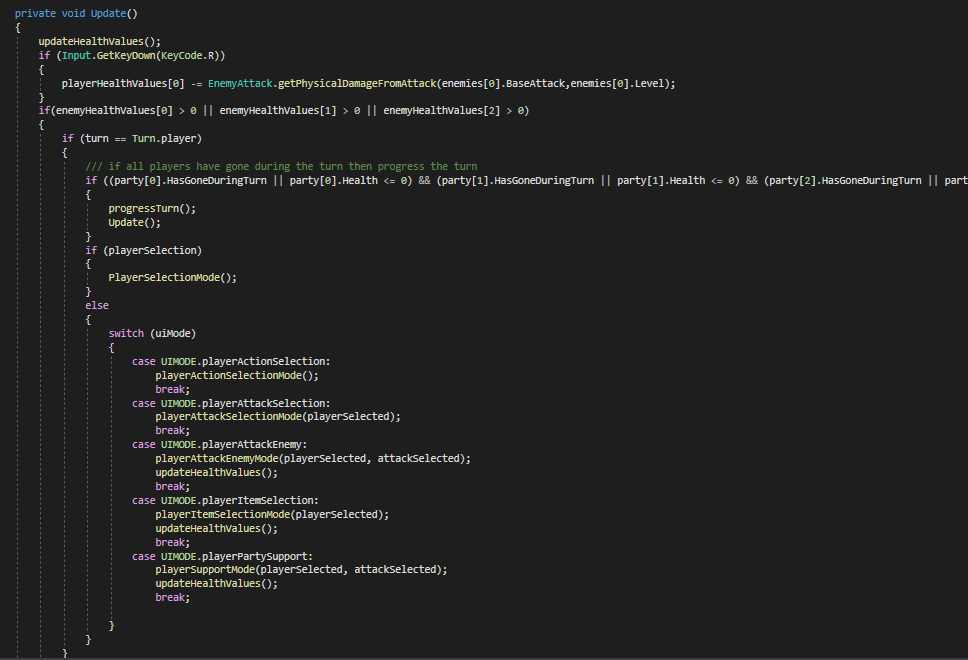 private void Update()
{
updateHealthValues();
if (Input.GetKeyDown(KeyCode.R))
{
playerHealthValues[0] -= EnemyAttack.getPhysicalDamageFromAttack(enemies[0].BaseAttack,enemies[0].Level);
}
if(enemyHealthValues[0] > 0 || enemyHealthValues[1] > 0 || enemyHealthValues[2] > 0)
{
if (turn == Turn.player)
{
/// if all players have gone during the turn then progress the turn
if ((party[0].HasGoneDuringTurn || party[0].Health <= 0) && (party[1].HasGoneDuringTurn || party[1].Health <= 0) && (party[2].HasGoneDuringTurn || part
{
progressTurn();
Update();
}
if (playerSelection)
{
PlayerSelectionMode();
}
else
{
switch (uiMode)
{
case UIMODE.playerActionSelection:
playerActionSelectionMode();
break;
case UIMODE.playerAttackSelection:
playerAttackSelectionMode(playerSelected);
break;
case UIMODE.playerAttackEnemy:
playerAttackEnemyMode(playerSelected, attackSelected);
updateHealthValues();
break;
case UIMODE.playerItemSelection:
playerItemSelectionMode(playerSelected);
updateHealthValues();
break;
case UIMODE.playerPartySupport:
playerSupportMode(playerSelected, attackSelected);
updateHealthValues();
break;
}
}
}